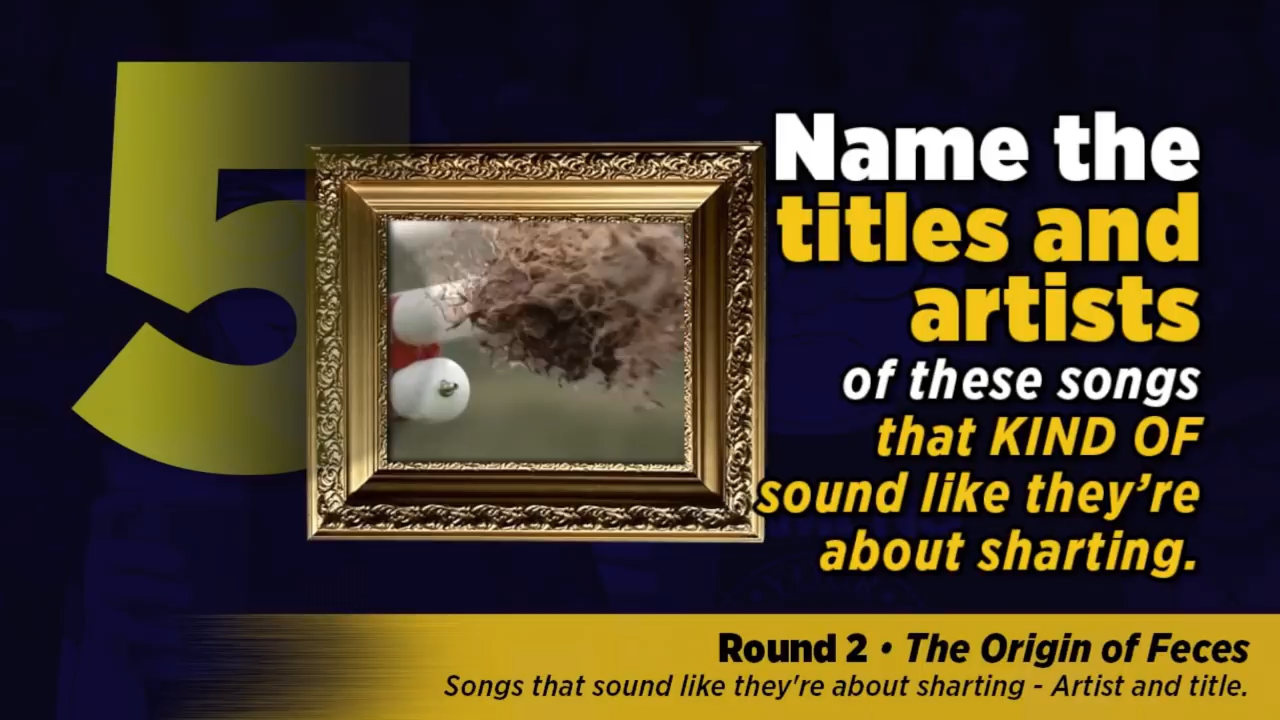 5
Name the
titles and
artists
of these songs
that KIND OF
sound like they’re
about sharting.
Round 2 • The Origin of Feces
Songs that sound like they're about sharting - Artist and title.